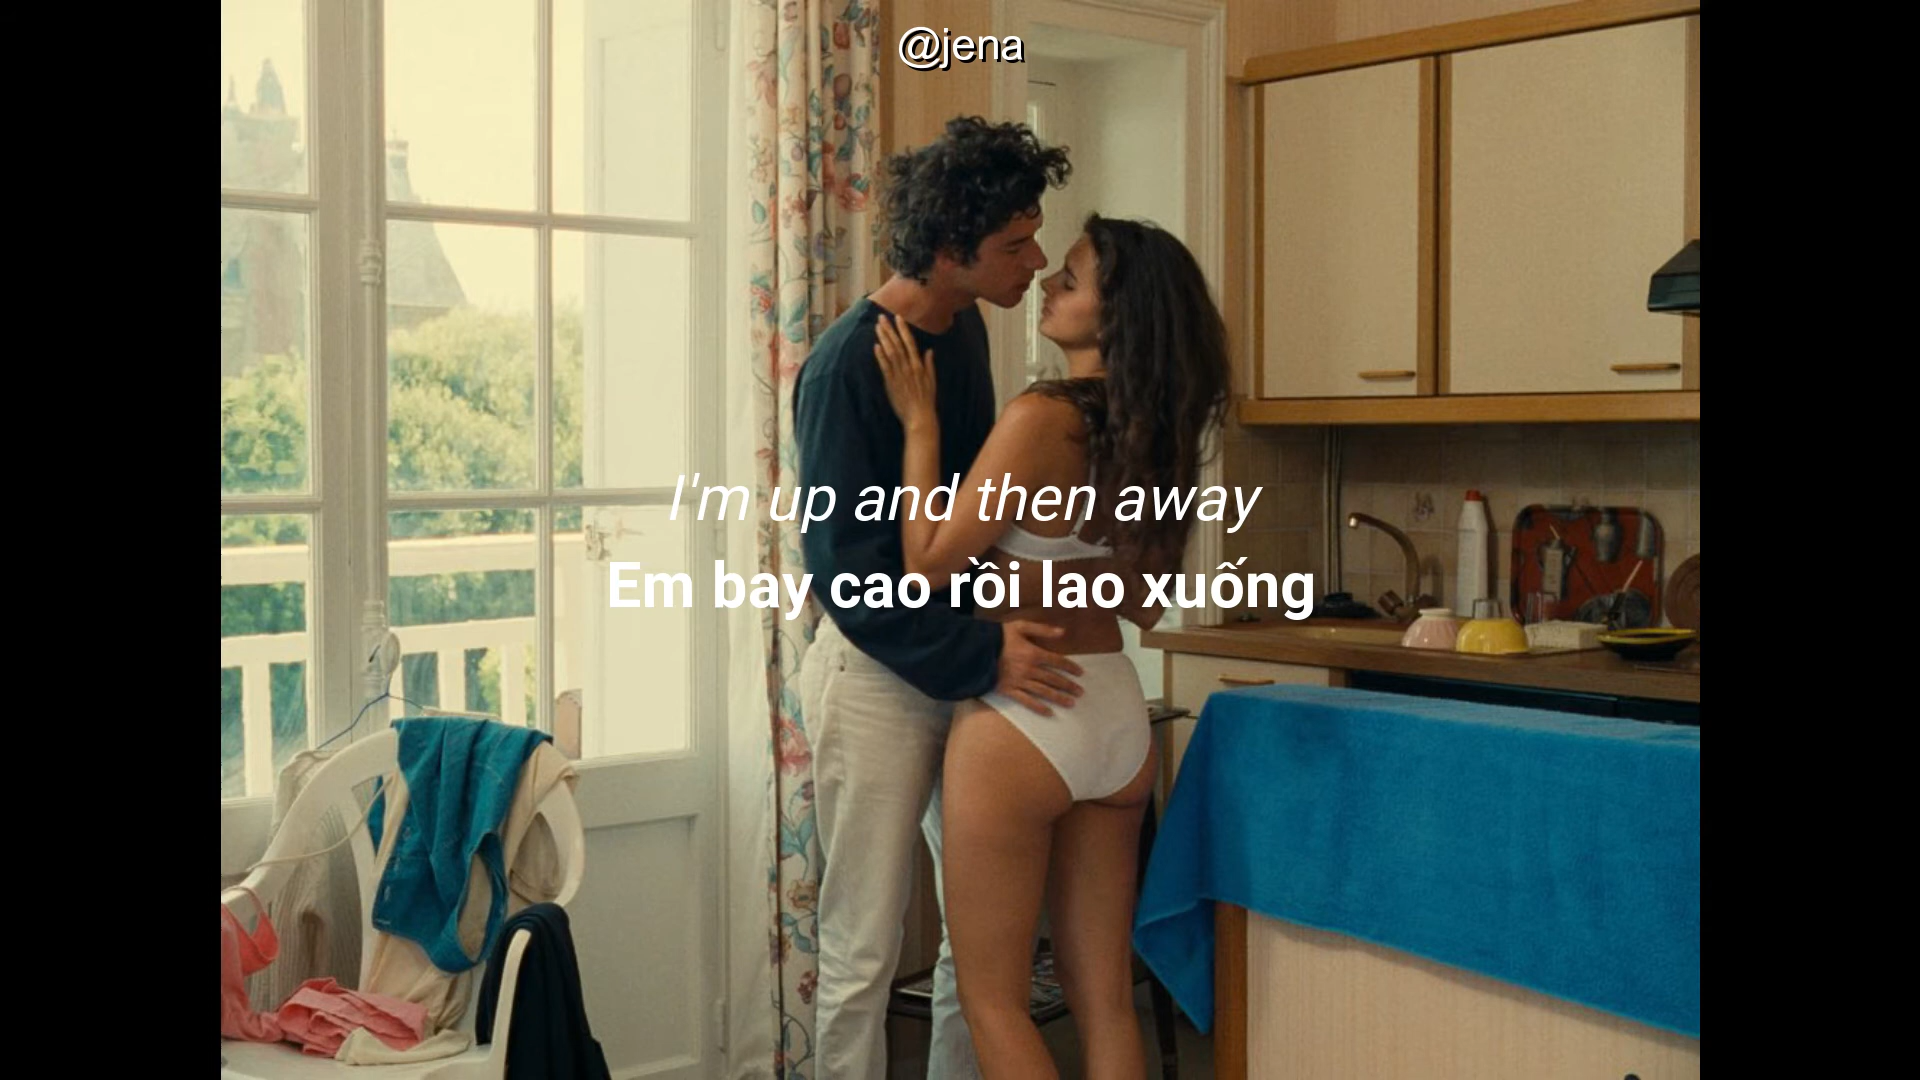 @jena
I'm up and then away
Em bay cao rồi lao xuống